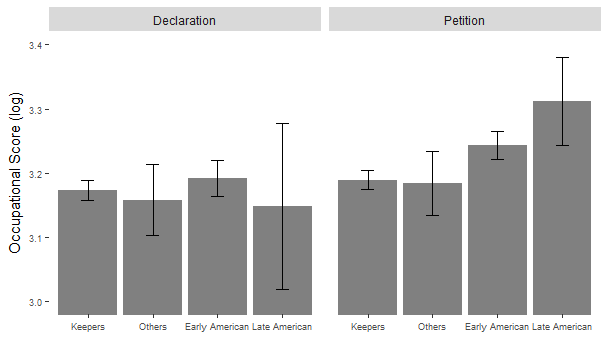 Declaration Petition
Occupational Score (log)
3.4
3.3
3.2
3.1
3.0
Keepers Others Early American Late American Keepers Others Early American Late American